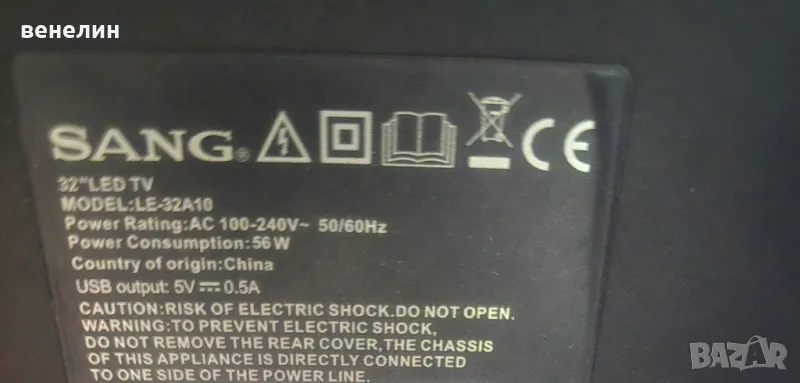 венелин
SANG®
CE
32"LED TV
MODEL:LE-32A10
Power Rating:AC 100-240V~ 50/60Hz
Power Consumption:56W
Country of origin:China
USB output: 5V⎓0.5A
CAUTION:RISK OF ELECTRIC SHOCK.DO NOT OPEN.
WARNING:TO PREVENT ELECTRIC SHOCK,
DO NOT REMOVE THE REAR COVER,THE CHASSIS
OF THIS APPLIANCE IS DIRECTLY CONNECTED
TO ONE SIDE OF THE POWER LINE.
BAZAR